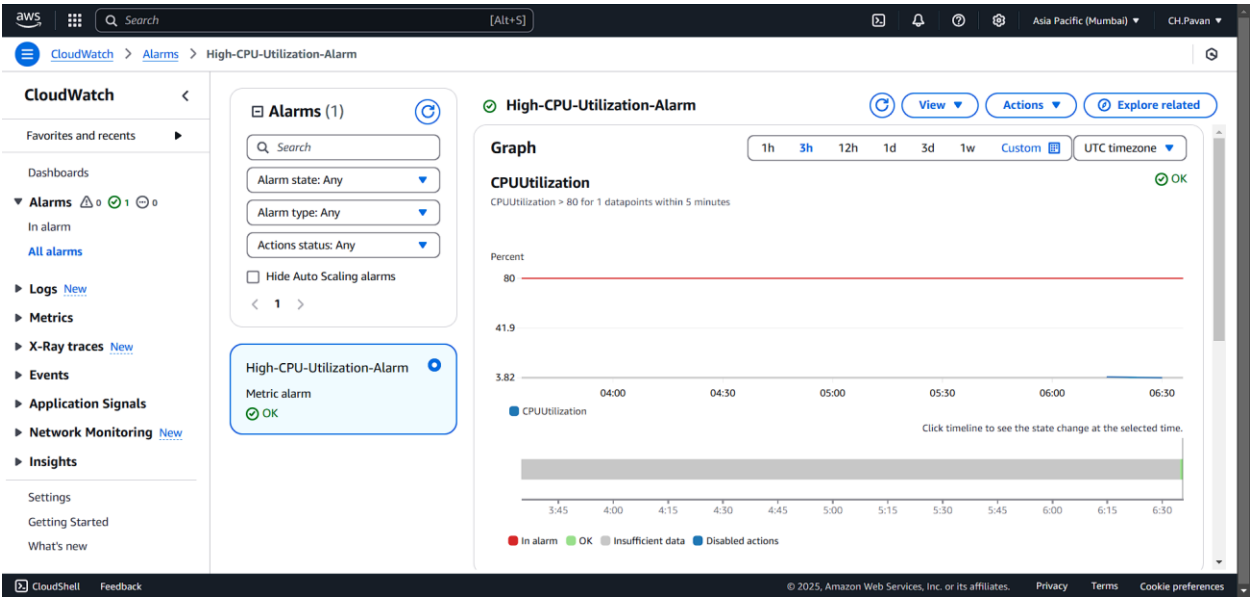 aws
Search [Alt+S]
Asia Pacific (Mumbai) ▼ CH.Pavan ▼
CloudWatch > Alarms > High-CPU-Utilization-Alarm
CloudWatch
Favorites and recents
Dashboards
Alarms 0 1 0
In alarm
All alarms
Logs New
Metrics
X-Ray traces New
Events
Application Signals
Network Monitoring New
Insights
Settings
Getting Started
What's new
Alarms (1)
Search
Alarm state: Any
Alarm type: Any
Actions status: Any
Hide Auto Scaling alarms
< 1 >
High-CPU-Utilization-Alarm
Metric alarm
OK
High-CPU-Utilization-Alarm
View ▼ Actions ▼ Explore related
Graph
1h 3h 12h 1d 3d 1w Custom UTC timezone ▼
CPUUtilization
OK
CPUUtilization > 80 for 1 datapoints within 5 minutes
Percent
80
41.9
3.82
04:00 04:30 05:00 05:30 06:00 06:30
CPUUtilization
Click timeline to see the state change at the selected time.
3:45 4:00 4:15 4:30 4:45 5:00 5:15 5:30 5:45 6:00 6:15 6:30
In alarm OK Insufficient data Disabled actions
CloudShell Feedback
© 2025, Amazon Web Services, Inc. or its affiliates. Privacy Terms Cookie preferences